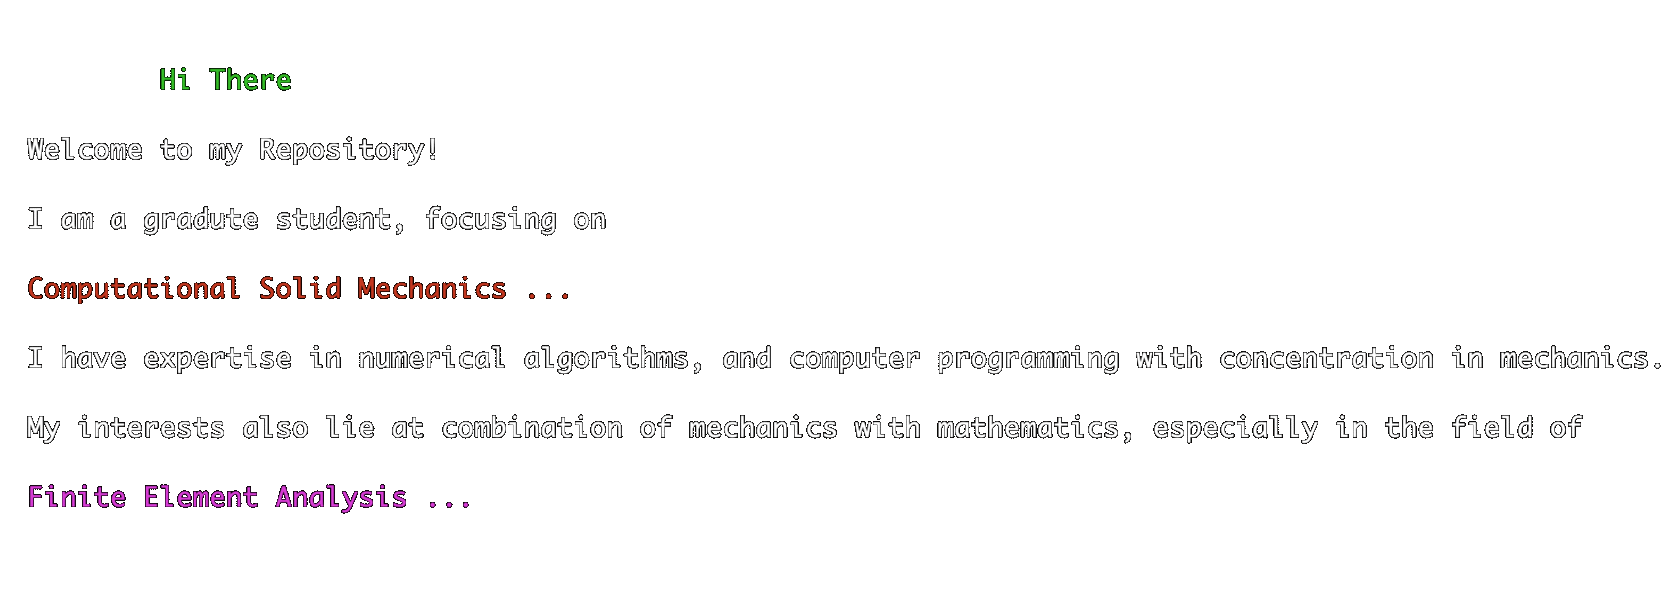 Hi There
Welcome to my Repository!
I am a gradute student, focusing on
Computational Solid Mechanics ...
I have expertise in numerical algorithms, and computer programming with concentration in mechanics.
My interests also lie at combination of mechanics with mathematics, especially in the field of
Finite Element Analysis ...